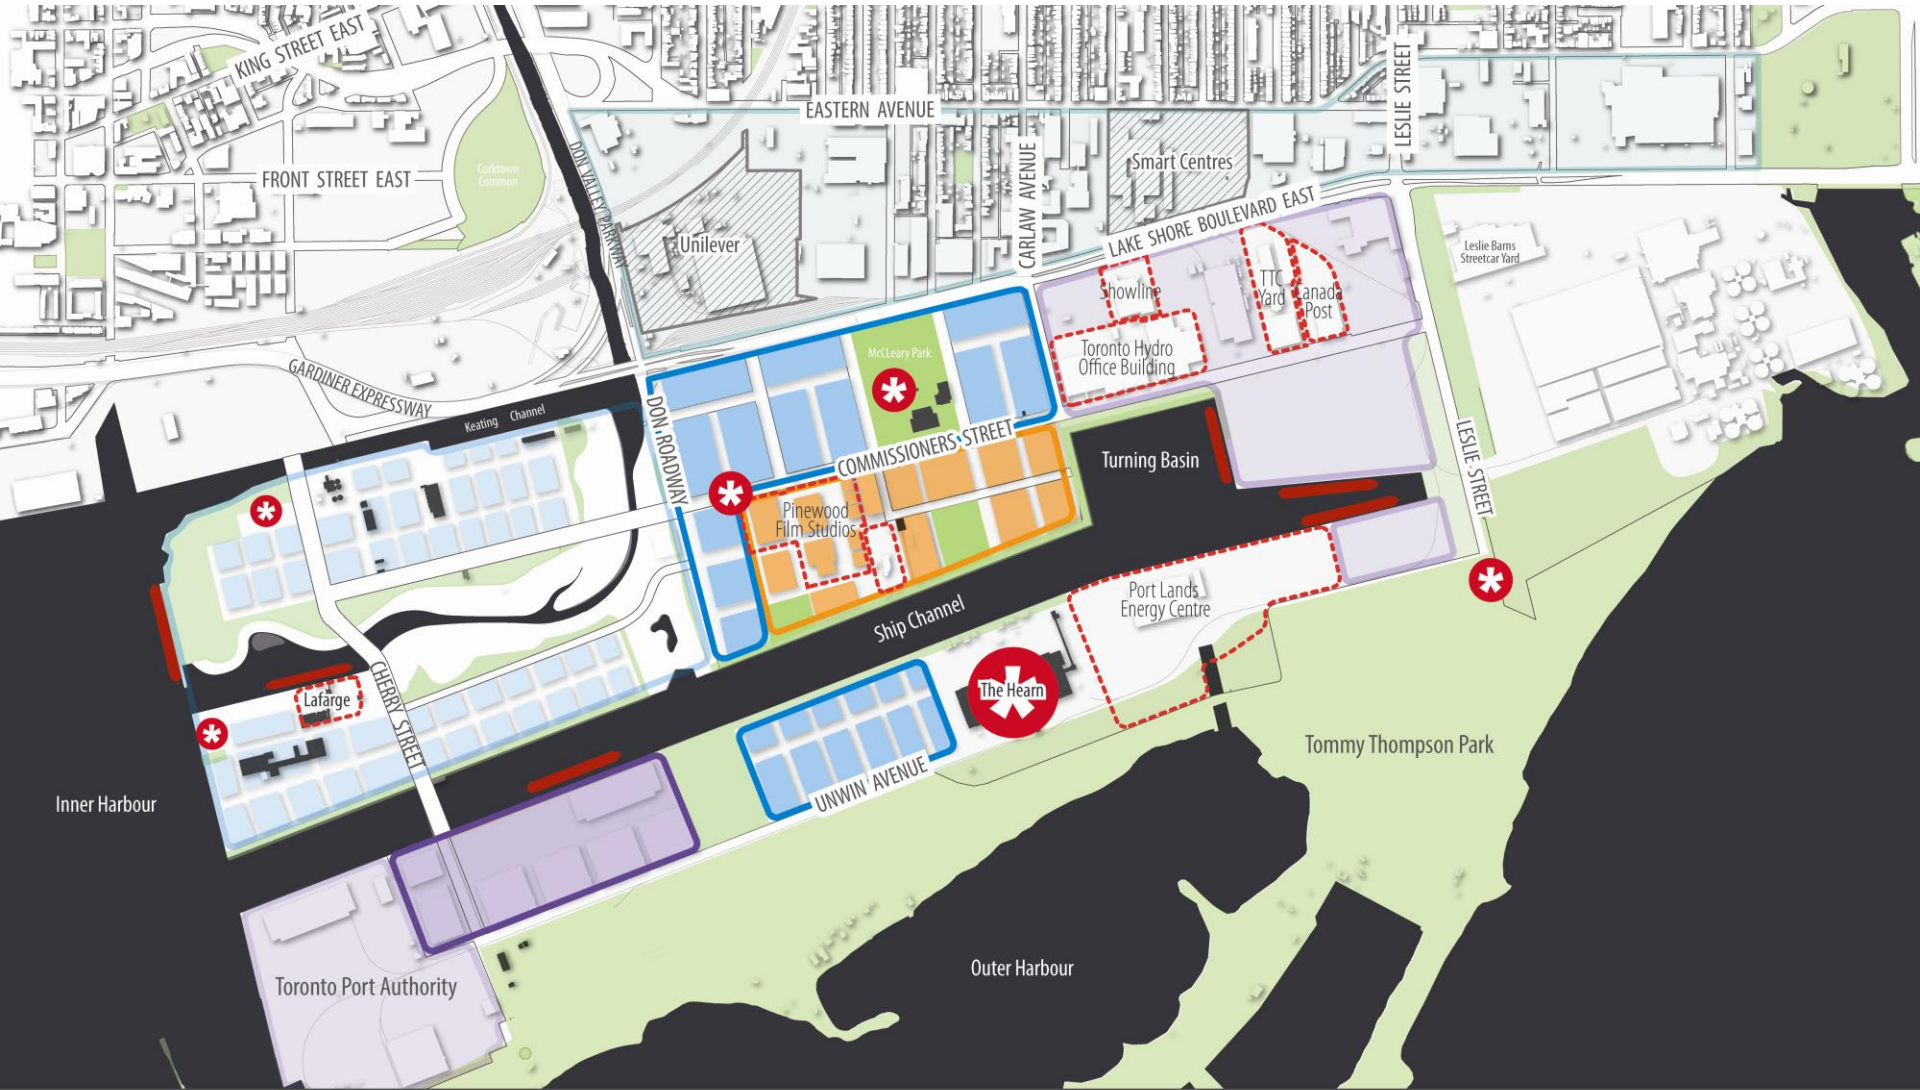 KING STREET EAST
LESLIE STREET
EASTERN AVENUE
Smart Centres
DON VALLEY PARKWAY
Corktown
Common
FRONT STREET EAST
CARLAW AVENUE
LAKE SHORE BOULEVARD EAST
Unilever
Leslie Barns
Streetcar Yard
TTC
Yard
Canada
Post
Showline
Toronto Hydro
Office Building
McCLeary Park
GARDINER EXPRESSWAY
Keating Channel
DON ROADWAY
COMMISSIONERS STREET
Turning Basin
LESLIE STREET
Pinewood
Film Studios
Port Lands
Energy Centre
Ship Channel
CHERRY STREET
Lafarge
The Hearn
Tommy Thompson Park
UNWIN AVENUE
Inner Harbour
Outer Harbour
Toronto Port Authority